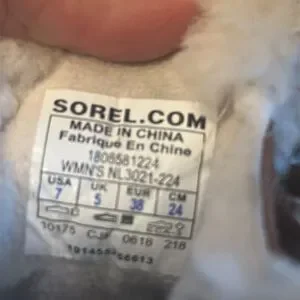 SOREL.COM
MADE IN CHINA
Fabriqué En Chine
1808581224
WMN'S NL3021-224
USA UK EUR CM
7 5 38 24
10175 CJF 0618 218